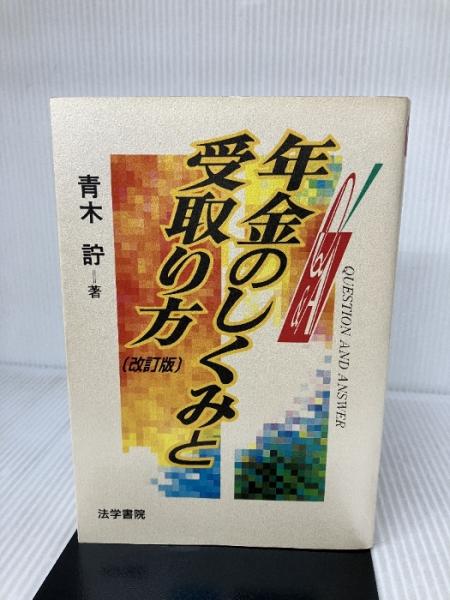 年金のしくみと
受取り方
(改訂版)
Q&A
QUESTION AND ANSWER
青木 詝=著
法学書院